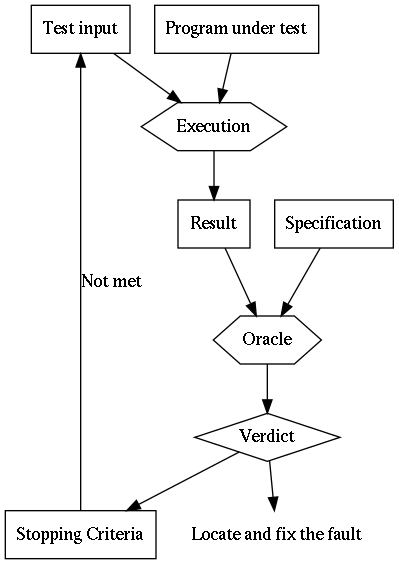 Test input
Program under test
Execution
Result
Specification
Not met
Oracle
Verdict
Stopping Criteria
Locate and fix the fault